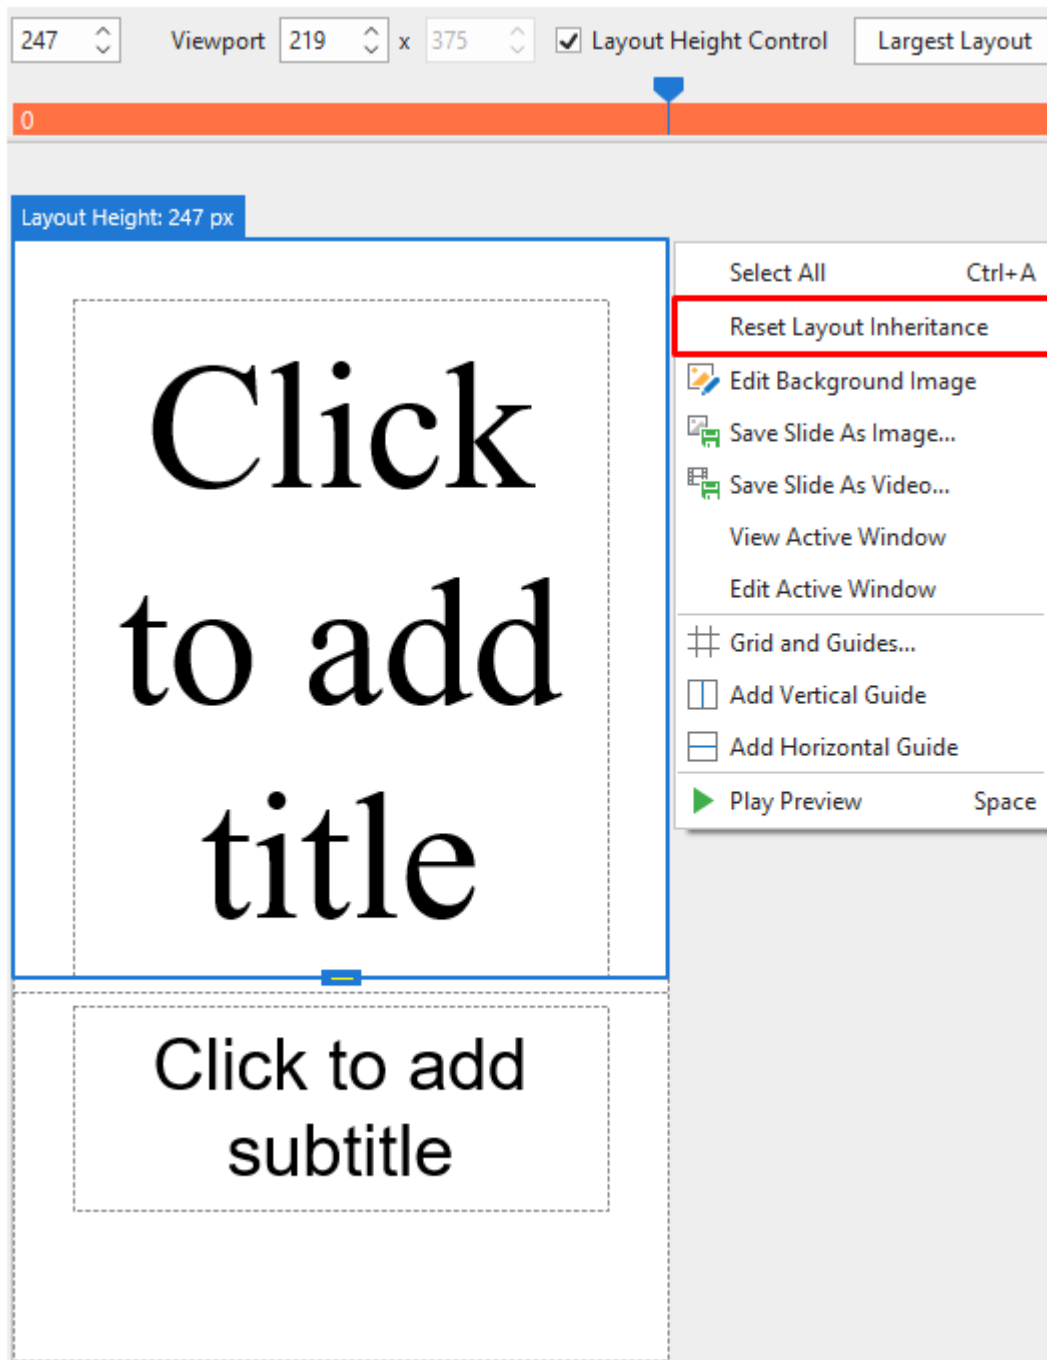 247 Viewport 219 x 375 Layout Height Control Largest Layout
0
Layout Height: 247 px
Click
to add
title
Click to add
subtitle
Select All Ctrl+A
Reset Layout Inheritance
Edit Background Image
Save Slide As Image...
Save Slide As Video...
View Active Window
Edit Active Window
Grid and Guides...
Add Vertical Guide
Add Horizontal Guide
Play Preview Space